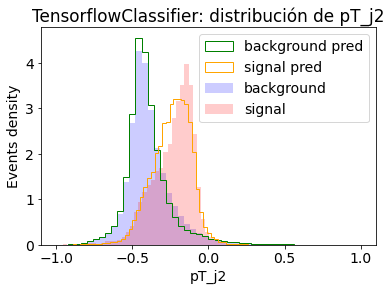 TensorflowClassifier: distribución de pT_j2
background pred
signal pred
background
signal
Events density
4
3
2
1
0
−1.0 −0.5 0.0 0.5 1.0
pT_j2